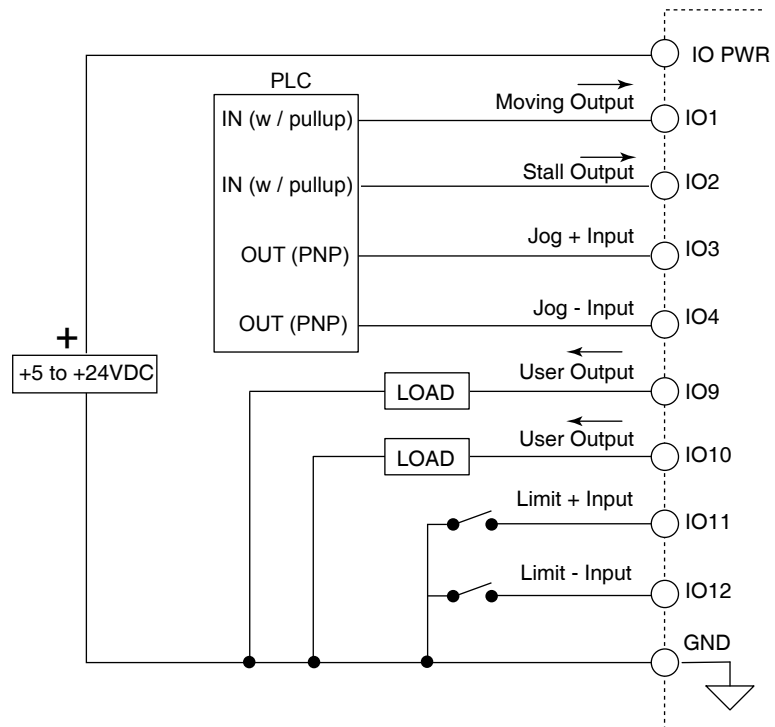 IO PWR
PLC
Moving Output
IN (w / pullup)
IO1
Stall Output
IN (w / pullup)
IO2
Jog + Input
OUT (PNP)
IO3
Jog - Input
OUT (PNP)
IO4
+
+5 to +24VDC
User Output
LOAD
IO9
User Output
LOAD
IO10
Limit + Input
IO11
Limit - Input
IO12
GND